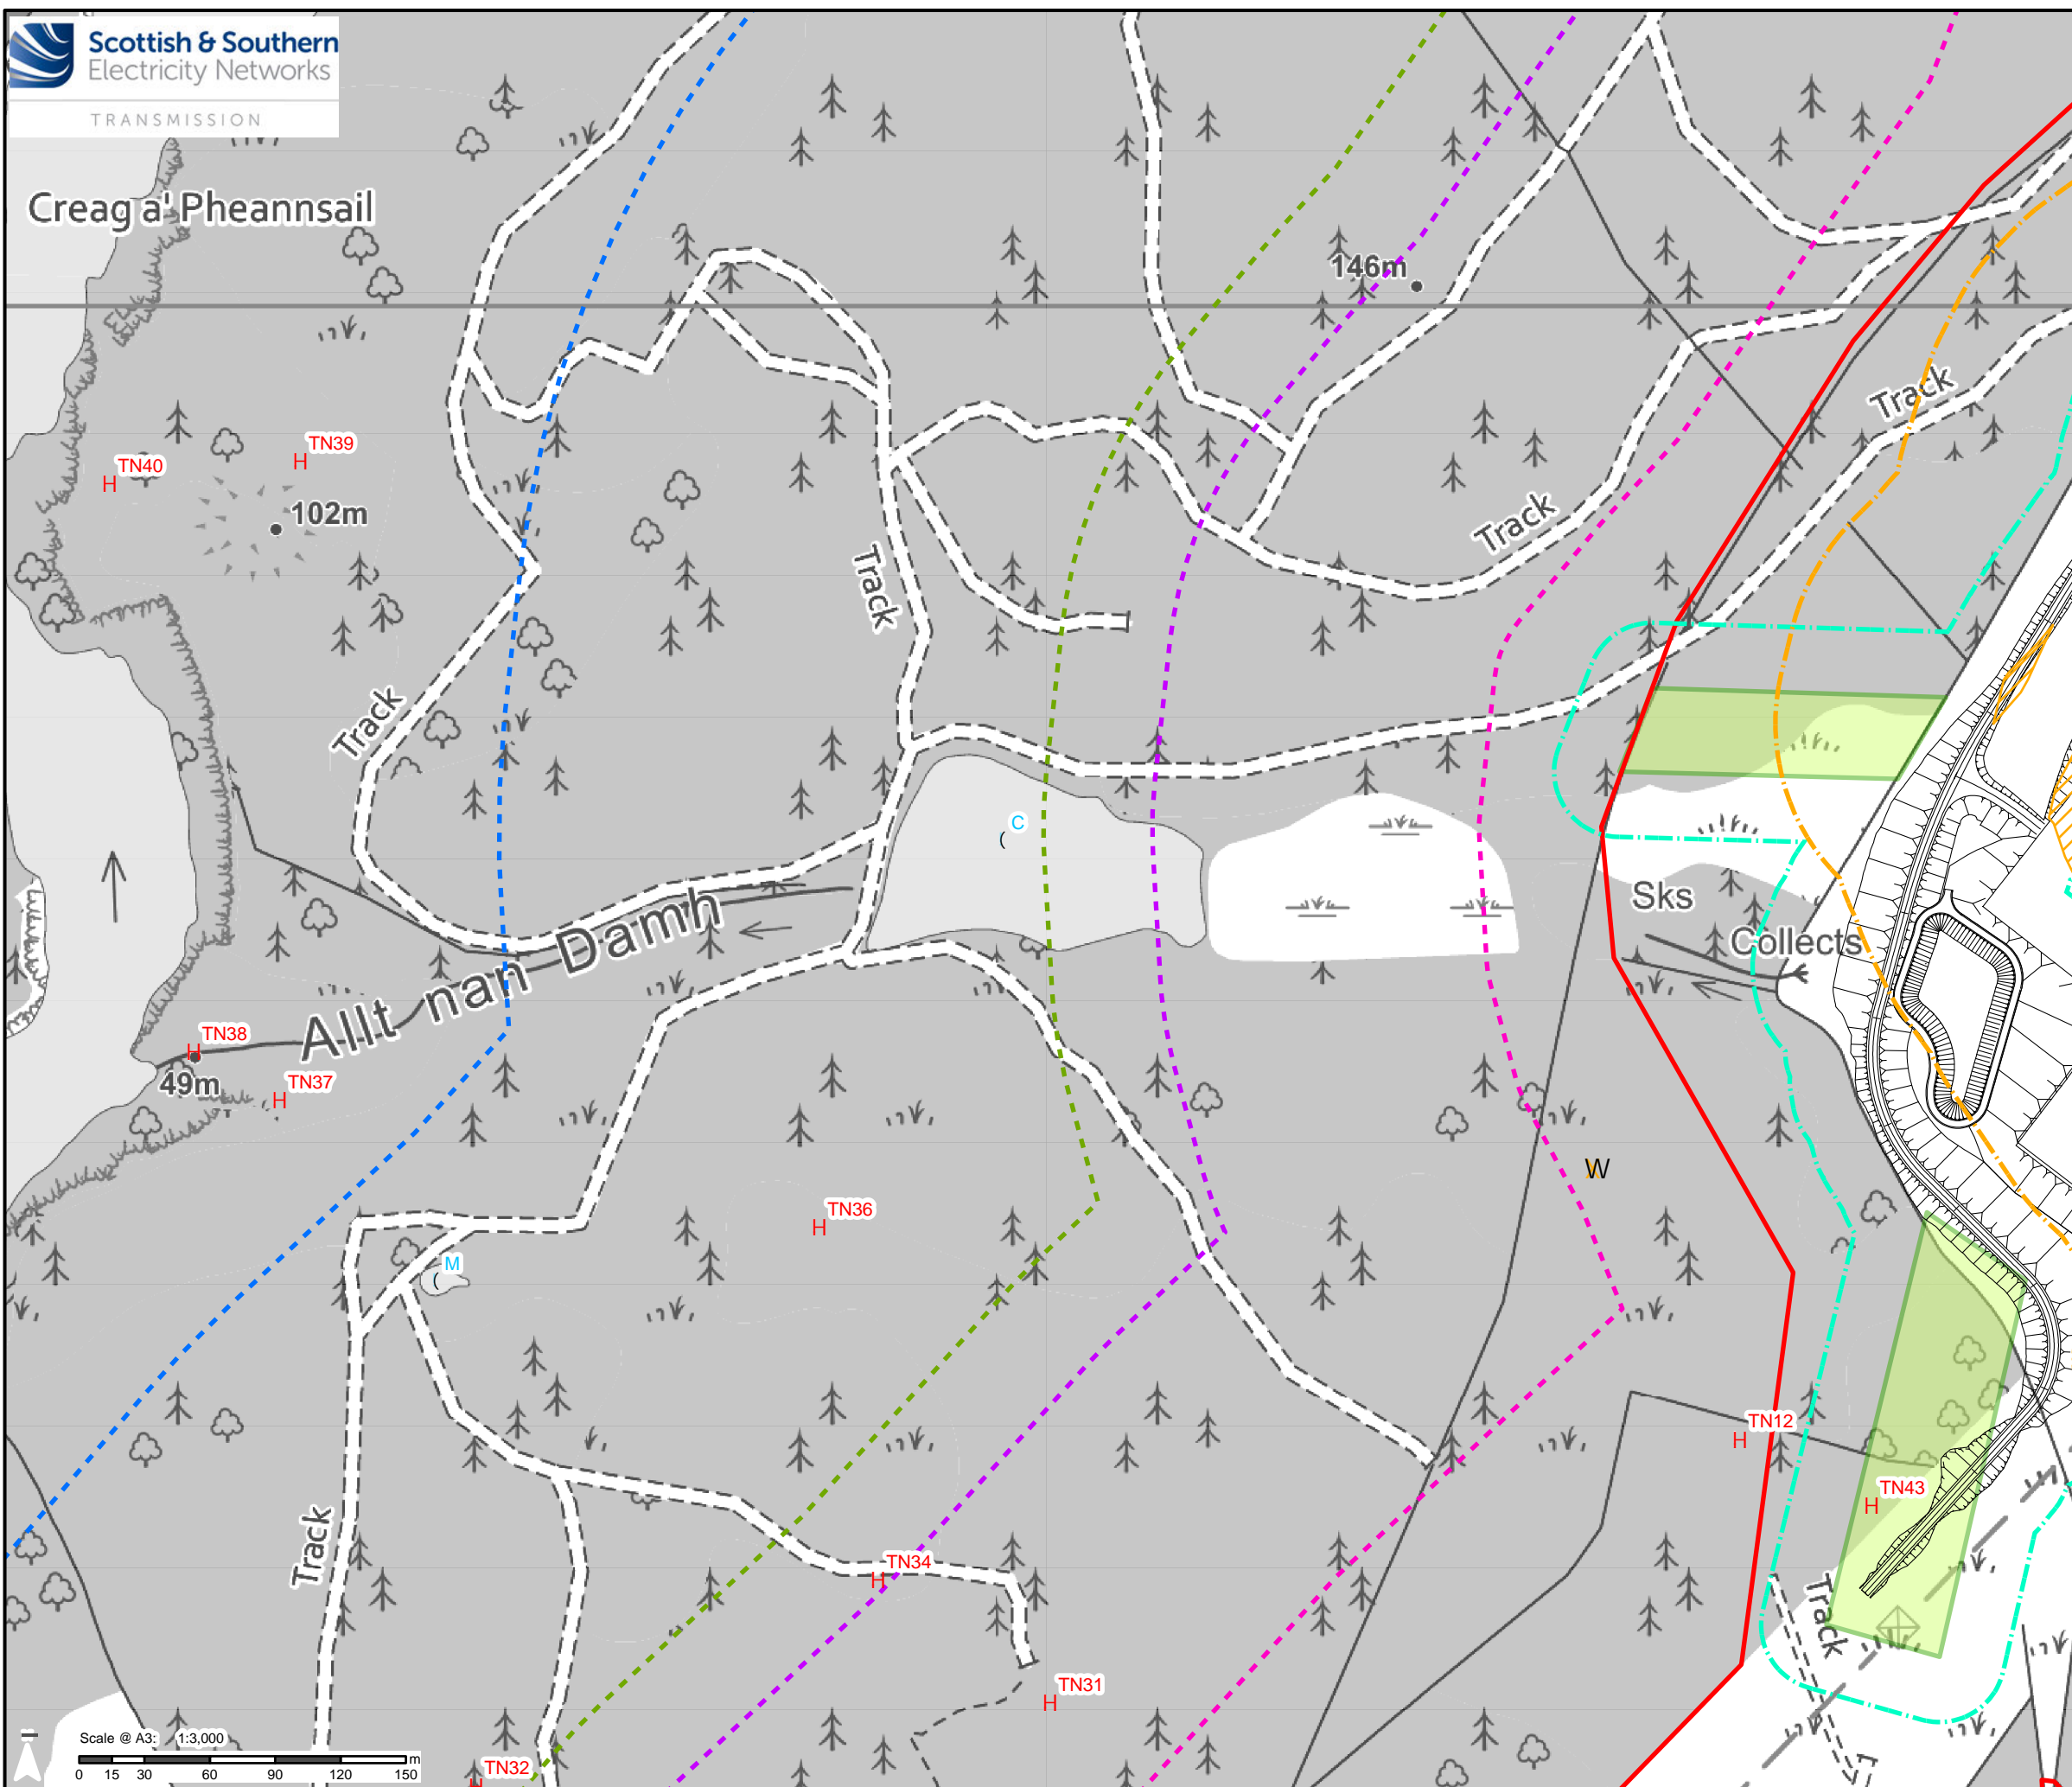 Scottish & Southern
Electricity Networks
TRANSMISSION
Creag a' Pheannsail
146m
Track
TN39
TN40
102m
Track
Track
Track
C
Sks
Collects
Allt nan Damh
TN38
49m
TN37
W
TN36
M
TN12
TN43
Track
TN34
Track
TN31
Scale @ A3: 1:3,000
m
0 15 30 60 90 120 150
TN32
H
H
H
H
H
H
H
H
H